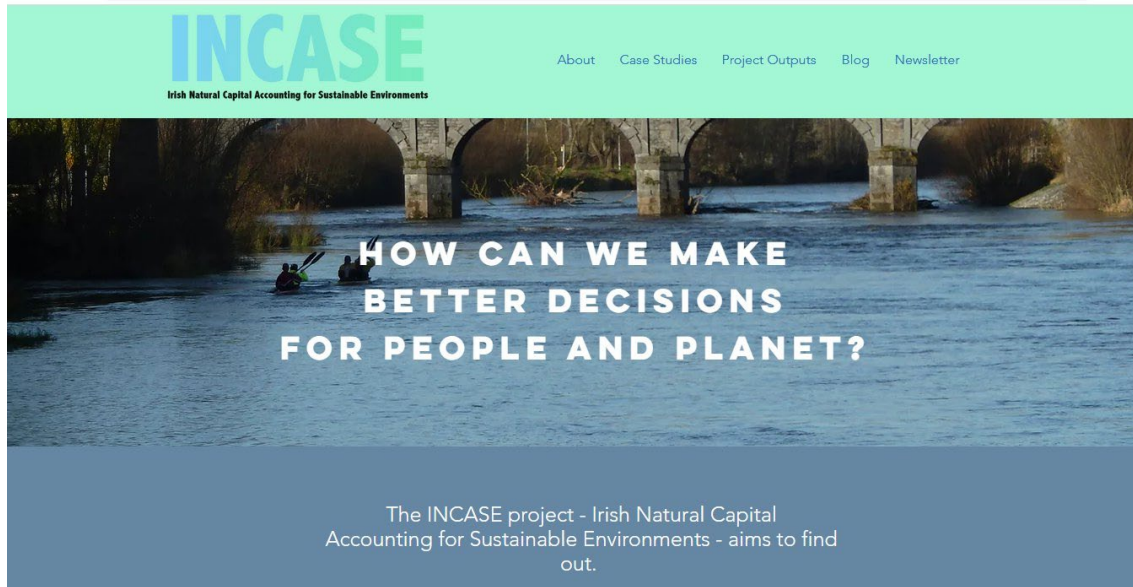 INCASE
Irish Natural Capital Accounting for Sustainable Environments
About Case Studies Project Outputs Blog Newsletter
HOW CAN WE MAKE
BETTER DECISIONS
FOR PEOPLE AND PLANET?
The INCASE project - Irish Natural Capital
Accounting for Sustainable Environments - aims to find
out.